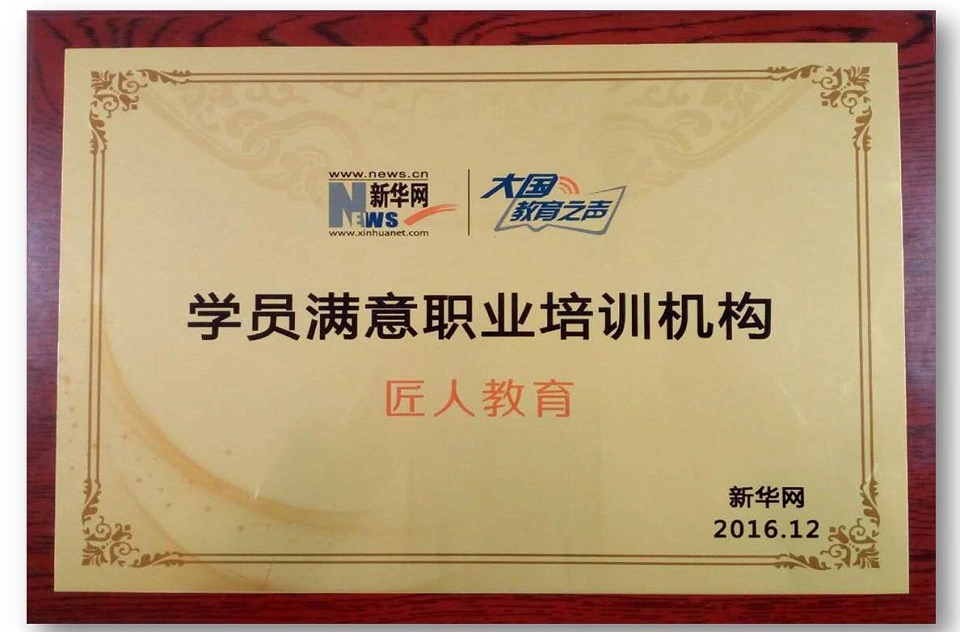 www.news.cn
NEWS 新华网
www.xinhuanet.com
大国
教育之声
学员满意职业培训机构
匠人教育
新华网
2016.12